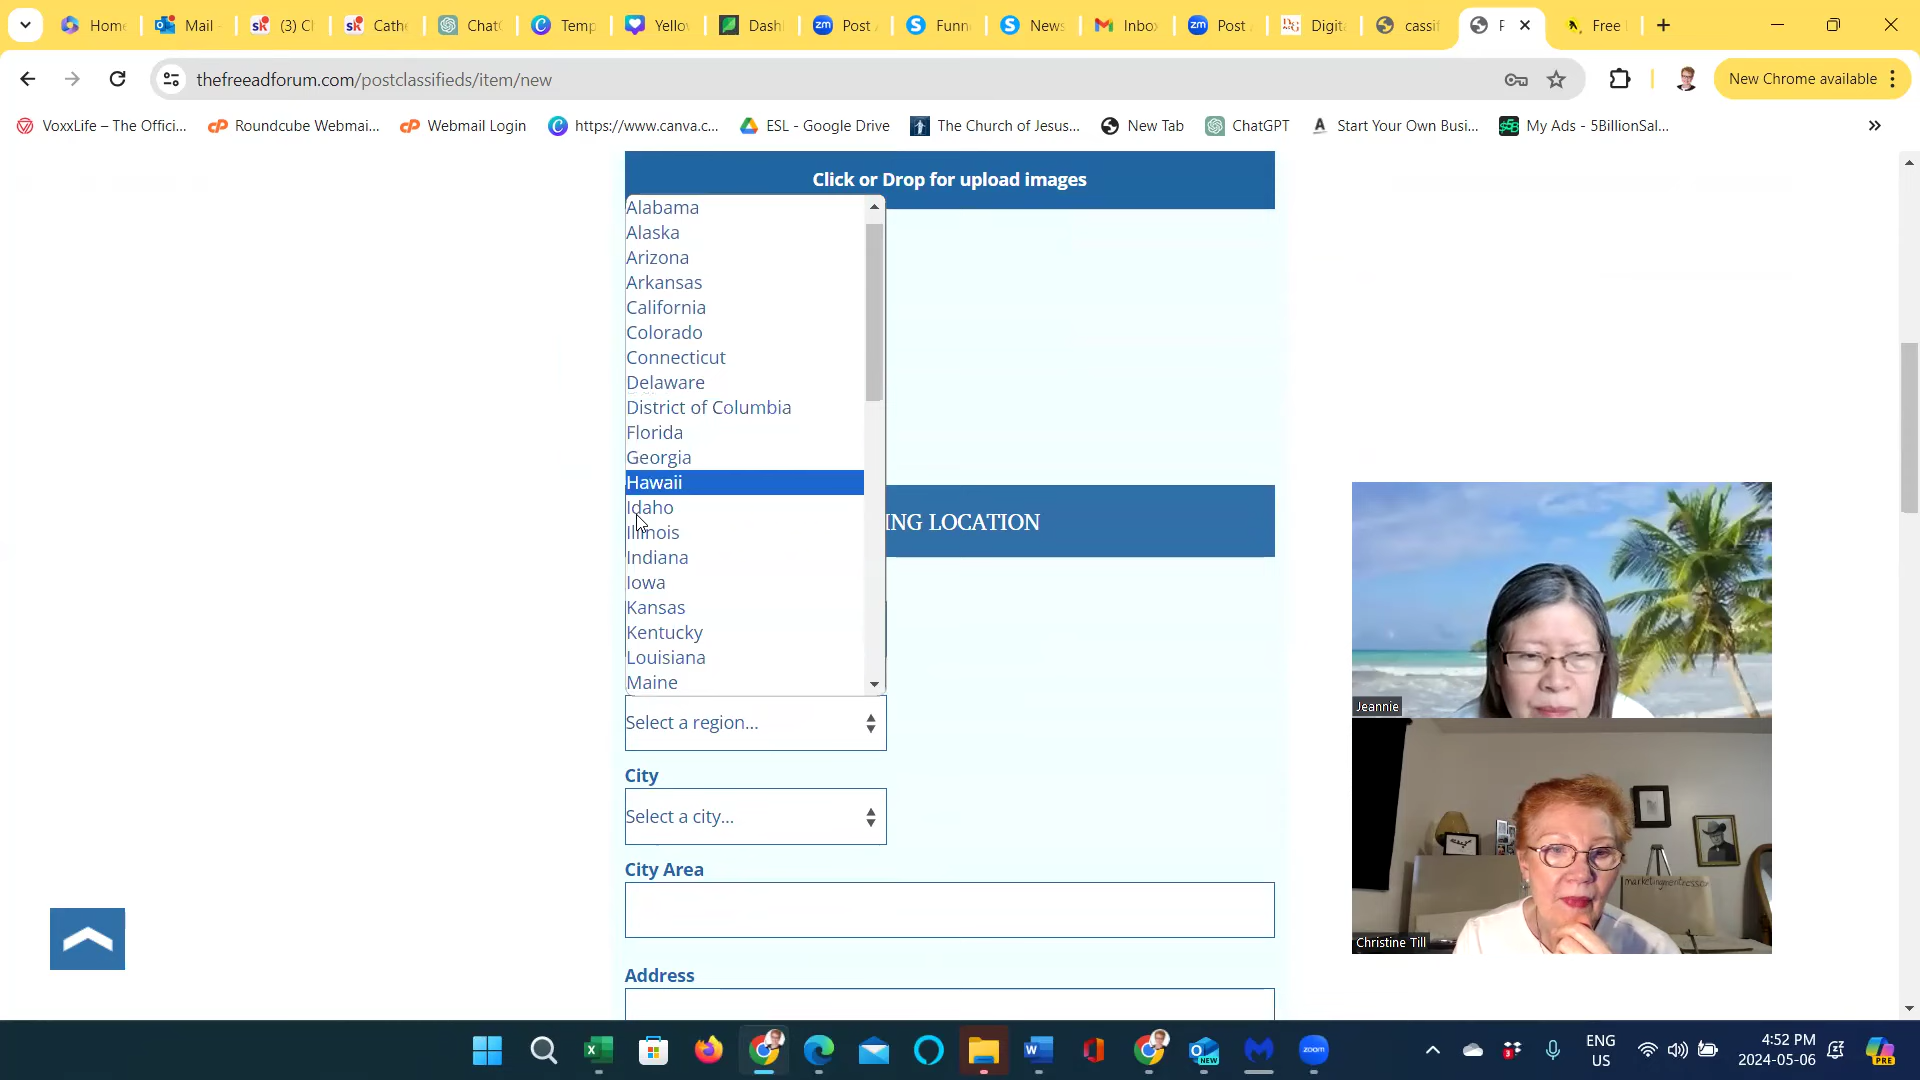 Home
Mail -
(3) Cl
Cathe
ChatG
Temp
Yello
Dash
Post A
Funn
News
Inbo
Post A
Digit
cassif
F
Free
thefreeadforum.com/postclassifieds/item/new
New Chrome available
VoxxLife – The Offici...
Roundcube Webmai...
Webmail Login
https://www.canva.c...
ESL - Google Drive
The Church of Jesus...
New Tab
ChatGPT
Start Your Own Busi...
My Ads - 5BillionSal...
Click or Drop for upload images
Alabama
Alaska
Arizona
Arkansas
California
Colorado
Connecticut
Delaware
District of Columbia
Florida
Georgia
Hawaii
Idaho
Illinois
Indiana
Iowa
Kansas
Kentucky
Louisiana
Maine
ING LOCATION
Select a region...
City
Select a city...
City Area
Address
Jeannie
Christine Till
zoom
ENG
US
4:52 PM
2024-05-06